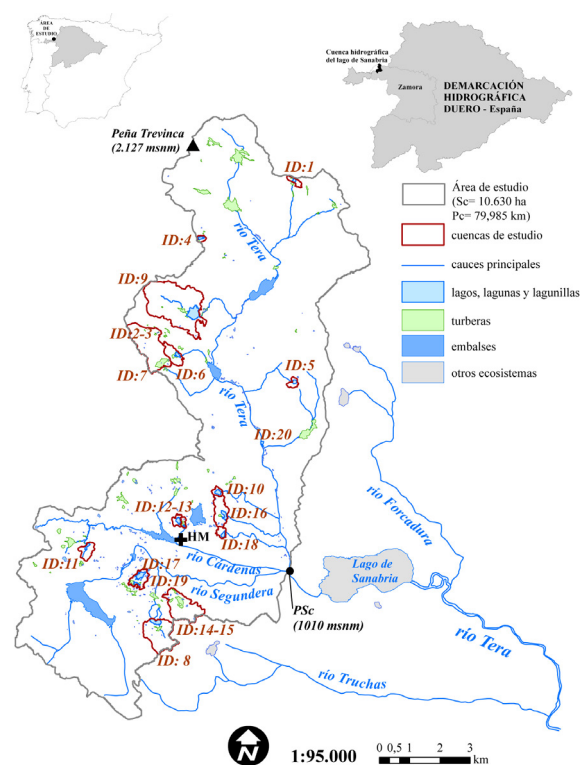 ÁREA
DE
ESTUDIO
Cuenca hidrográfica
del lago de Sanabria
Zamora
DEMARCACIÓN
HIDROGRÁFICA
DUERO - España
Peña Trevinca
(2.127 msnm)
ID:1
ID:4
río Tera
ID:9
ID:2-3
ID:7
ID:6
ID:5
río Tera
ID:20
ID:10
ID:12-13
ID:16
HM
ID:18
ID:11
ID:17
río Cárdenas
ID:19
río Segundera
ID:14-15
ID: 8
PSc
(1010 msnm)
Lago de
Sanabria
río Forcadura
río Tera
río Truchas
Área de estudio
(Sc= 10.630 ha
Pc= 79,985 km)
cuencas de estudio
cauces principales
lagos, lagunas y lagunillas
turberas
embalses
otros ecosistemas
N
1:95.000
0 0,5 1 2 3
km